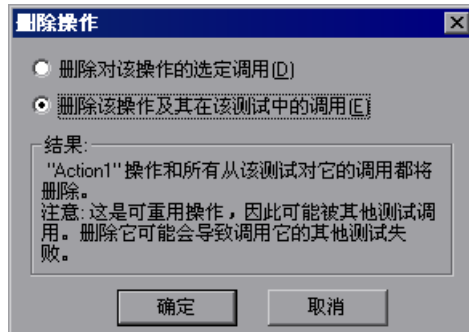 删除操作
删除对该操作的选定调用(D)
删除该操作及其在该测试中的调用(E)
结果:
"Action1"操作和所有从该测试对它的调用都将
删除。
注意: 这是可重用操作，因此可能被其他测试调
用。删除它可能会导致调用它的其他测试失
败。
确定
取消